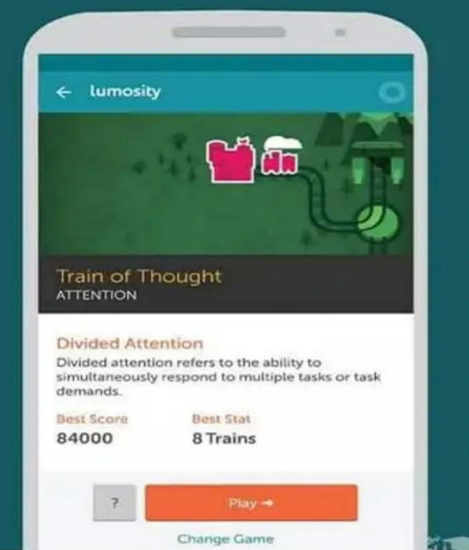 ← lumosity
Train of Thought
ATTENTION
Divided Attention
Divided attention refers to the ability to
simultaneously respond to multiple tasks or task
demands.
Best Score Best Stat
84000 8 Trains
? Play →
Change Game